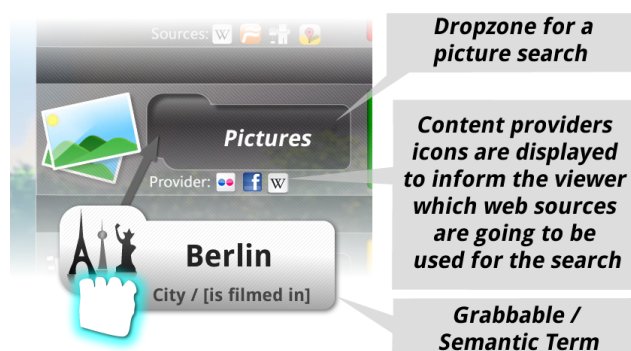 Sources: W
Dropzone for a
picture search
Pictures
Content providers
icons are displayed
to inform the viewer
which web sources
are going to be
used for the search
Provider: f W
Berlin
City / [is filmed in]
Grabbable /
Semantic Term